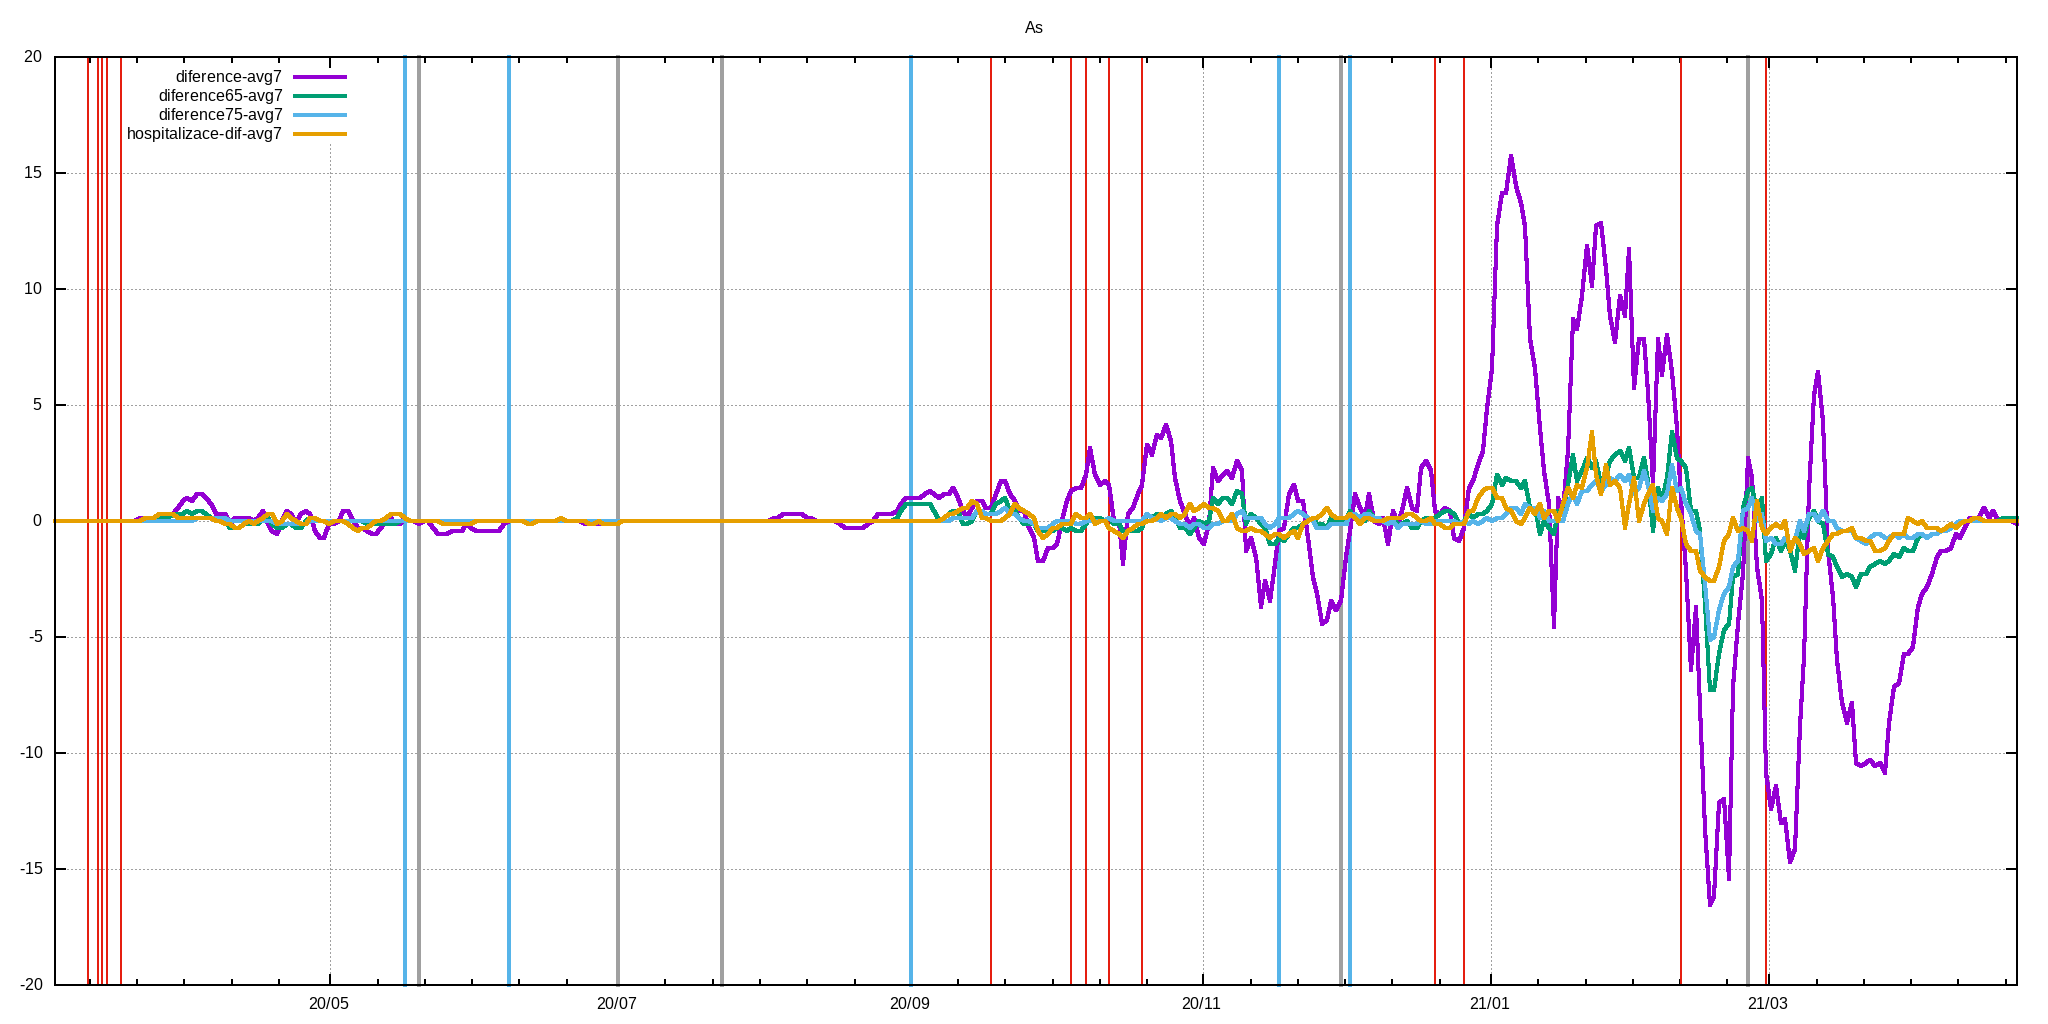 As
20
15
10
5
0
-5
-10
-15
-20
diference-avg7
diference65-avg7
diference75-avg7
hospitalizace-dif-avg7
20/05 20/07 20/09 20/11 21/01 21/03